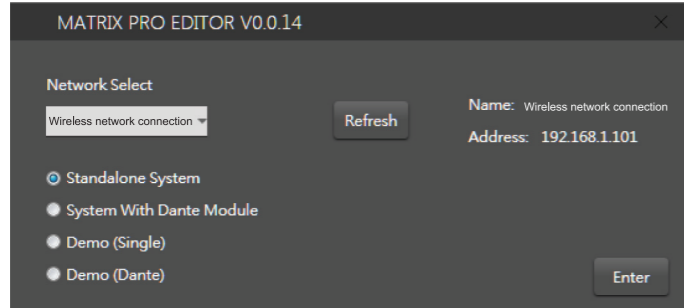 MATRIX PRO EDITOR V0.0.14
Network Select
Wireless network connection
Refresh
Name: Wireless network connection
Address: 192.168.1.101
Standalone System
System With Dante Module
Demo (Single)
Demo (Dante)
Enter